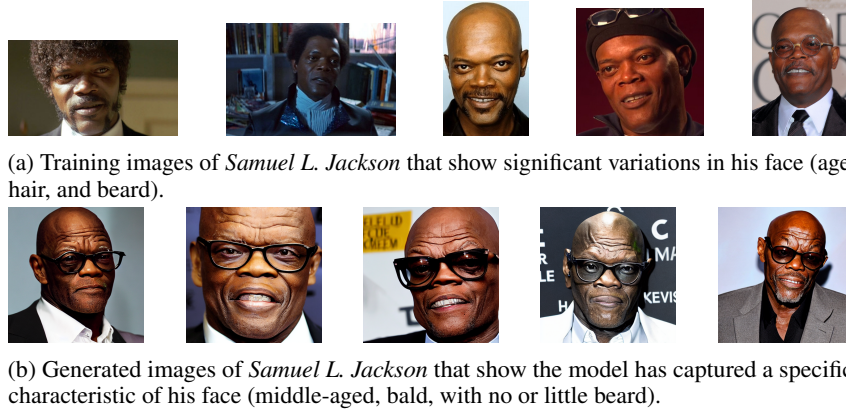 (a) Training images of Samuel L. Jackson that show significant variations in his face (age
hair, and beard).
(b) Generated images of Samuel L. Jackson that show the model has captured a specific
characteristic of his face (middle-aged, bald, with no or little beard).